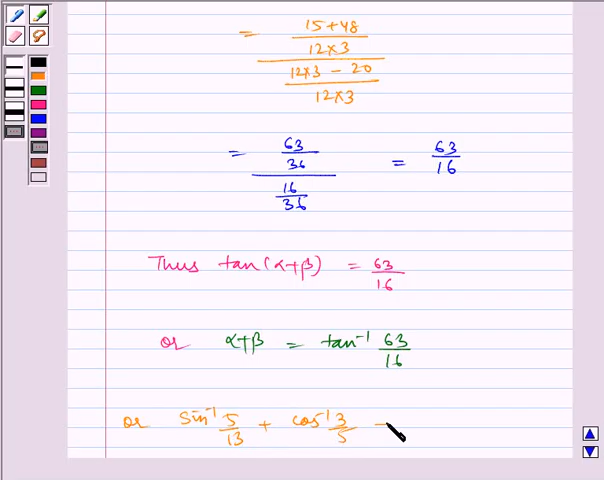 = (15+48)/(12×3) / (12×3 - 20)/(12×3)
= (63/36) / (16/36) = 63/16
Thus tan(α+β) = 63/16
or α+β = tan⁻¹ 63/16
or sin⁻¹ 5/13 + cos⁻¹ 3/5 -